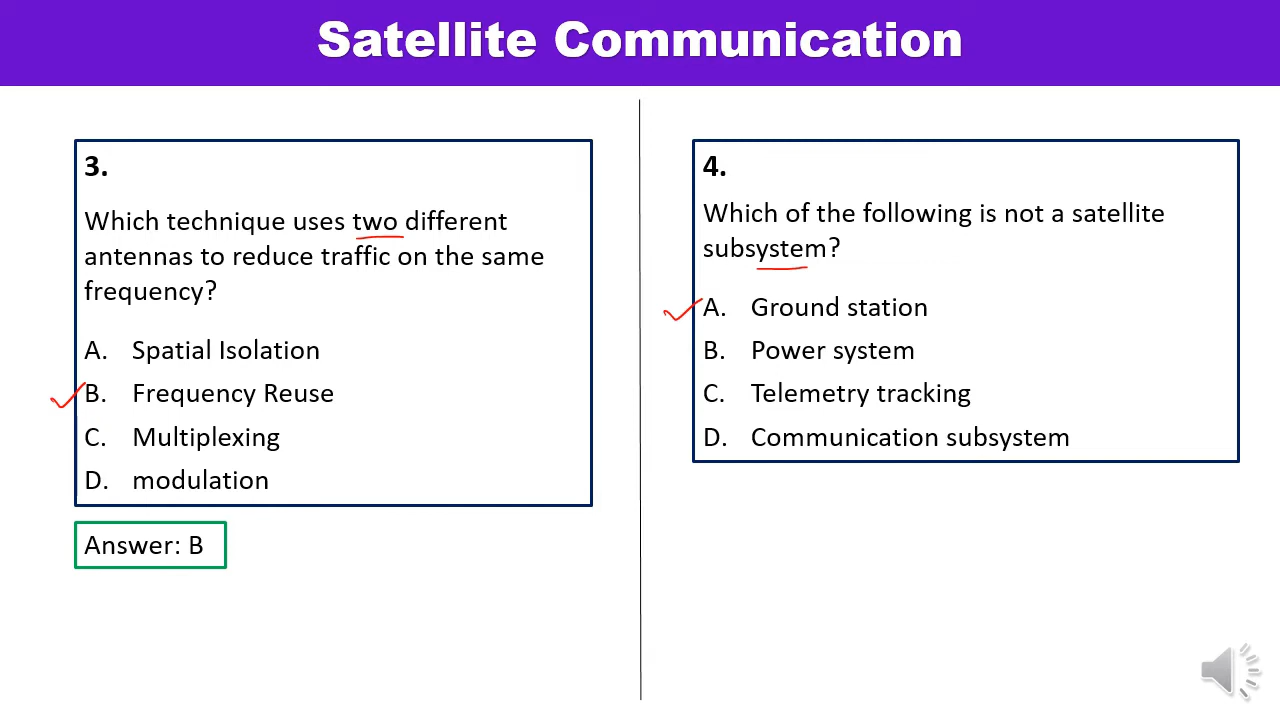 Satellite Communication
3.
Which technique uses two different
antennas to reduce traffic on the same
frequency?
A. Spatial Isolation
B. Frequency Reuse
C. Multiplexing
D. modulation
Answer: B
4.
Which of the following is not a satellite
subsystem?
A. Ground station
B. Power system
C. Telemetry tracking
D. Communication subsystem